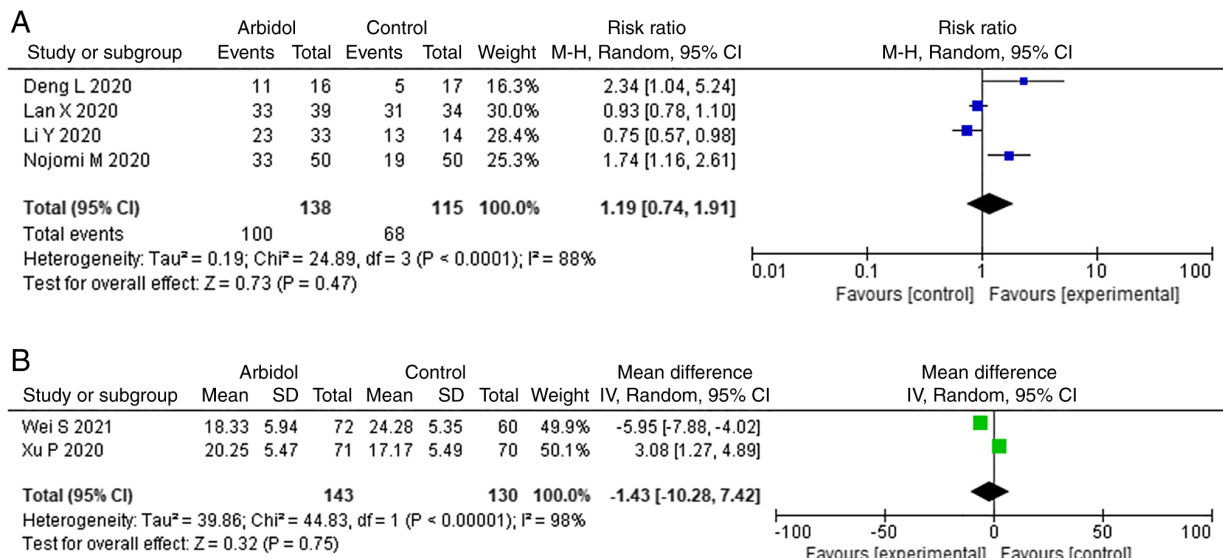 A
Arbidol Control Risk ratio Risk ratio
Study or subgroup Events Total Events Total Weight M-H, Random, 95% CI M-H, Random, 95% CI
Deng L 2020 11 16 5 17 16.3% 2.34 [1.04, 5.24]
Lan X 2020 33 39 31 34 30.0% 0.93 [0.78, 1.10]
Li Y 2020 23 33 13 14 28.4% 0.75 [0.57, 0.98]
Nojomi M 2020 33 50 19 50 25.3% 1.74 [1.16, 2.61]
Total (95% CI) 138 115 100.0% 1.19 [0.74, 1.91]
Total events 100 68
Heterogeneity: Tau² = 0.19; Chi² = 24.89, df = 3 (P < 0.0001); I² = 88%
Test for overall effect: Z = 0.73 (P = 0.47)
0.01 0.1 1 10 100
Favours [control] Favours [experimental]
B
Arbidol Control Mean difference Mean difference
Study or subgroup Mean SD Total Mean SD Total Weight IV, Random, 95% CI IV, Random, 95% CI
Wei S 2021 18.33 5.94 72 24.28 5.35 60 49.9% -5.95 [-7.88, -4.02]
Xu P 2020 20.25 5.47 71 17.17 5.49 70 50.1% 3.08 [1.27, 4.89]
Total (95% CI) 143 130 100.0% -1.43 [-10.28, 7.42]
Heterogeneity: Tau² = 39.86; Chi² = 44.83, df = 1 (P < 0.00001); I² = 98%
Test for overall effect: Z = 0.32 (P = 0.75)
-100 -50 0 50 100
Favours [experimental] Favours [control]